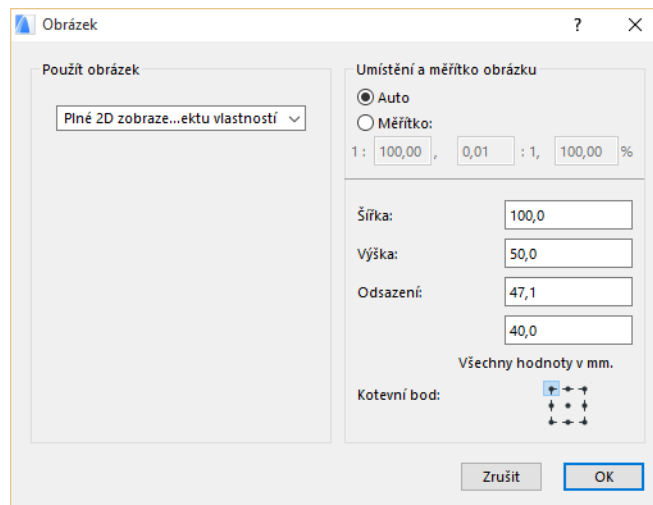 Obrázek
?
Použít obrázek
Plné 2D zobraze...ektu vlastností
Umístění a měřítko obrázku
Auto
Měřítko:
1 : 100,00 , 0,01 : 1, 100,00 %
Šířka: 100,0
Výška: 50,0
Odsazení: 47,1
40,0
Všechny hodnoty v mm.
Kotevní bod:
Zrušit OK